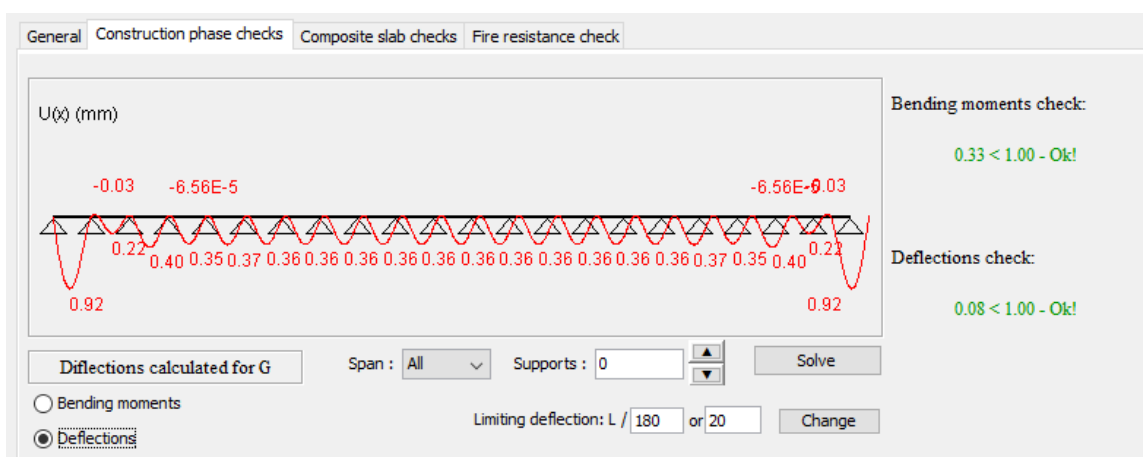 General Construction phase checks Composite slab checks Fire resistance check
U(x) (mm)
-0.03 -6.56E-5 -6.56E-5 -0.03
0.22 0.40 0.35 0.37 0.36 0.36 0.36 0.36 0.36 0.36 0.36 0.36 0.36 0.36 0.36 0.37 0.35 0.40 0.22
0.92 0.92
Bending moments check:
0.33 < 1.00 - Ok!
Deflections check:
0.08 < 1.00 - Ok!
Diflections calculated for G
Span : All Supports : 0 Solve
Bending moments
Deflections
Limiting deflection: L / 180 or 20 Change